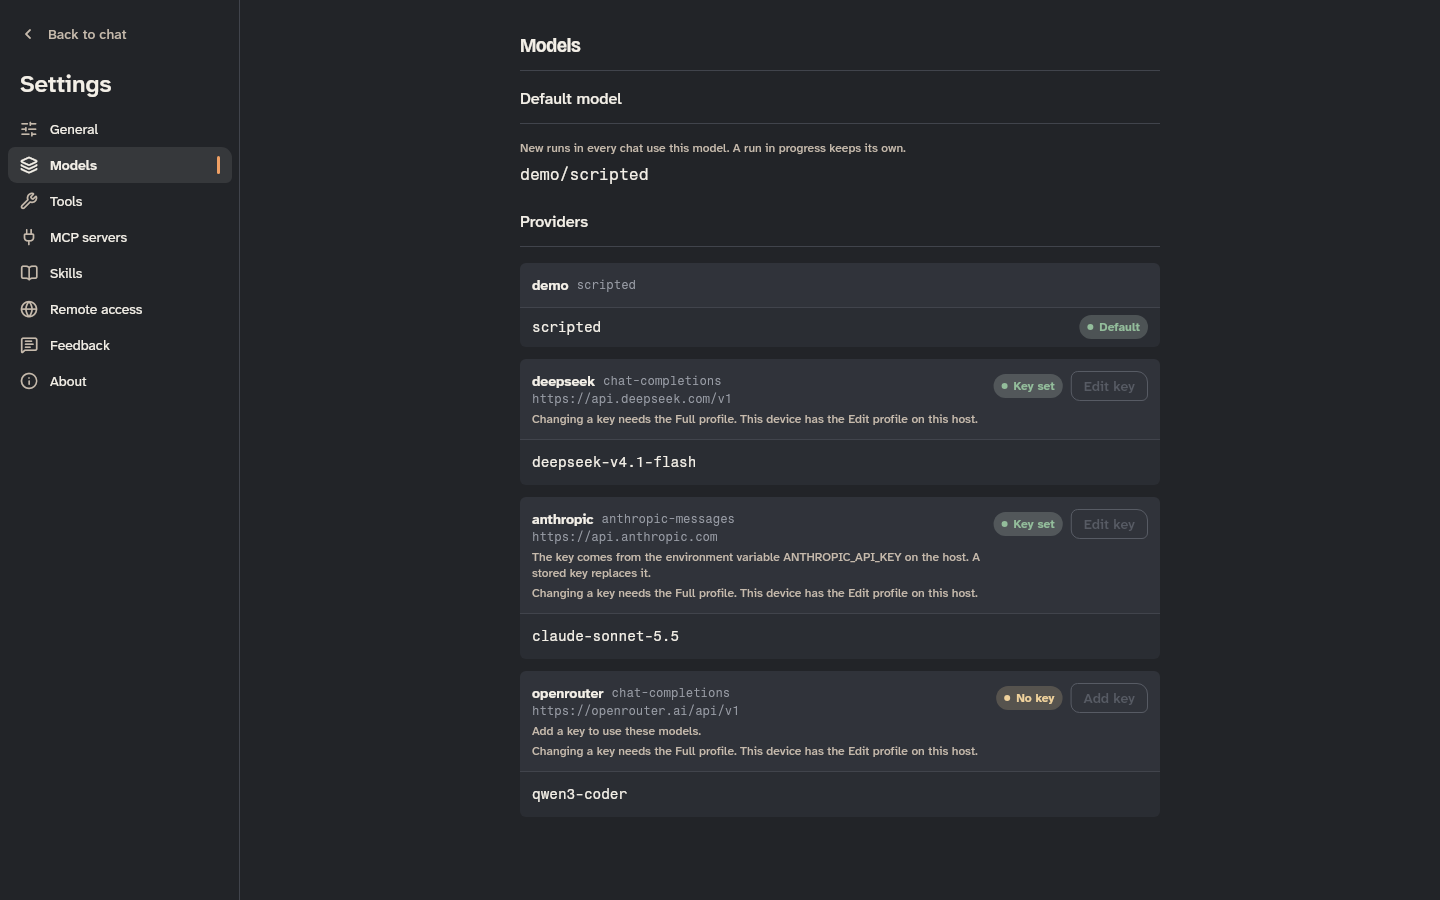 Back to chat
Settings
General
Models
Tools
MCP servers
Skills
Remote access
Feedback
About
Models
Default model
New runs in every chat use this model. A run in progress keeps its own.
demo/scripted
Providers
demo scripted
scripted Default
deepseek chat-completions Key set Edit key
https://api.deepseek.com/v1
Changing a key needs the Full profile. This device has the Edit profile on this host.
deepseek-v4.1-flash
anthropic anthropic-messages Key set Edit key
https://api.anthropic.com
The key comes from the environment variable ANTHROPIC_API_KEY on the host. A
stored key replaces it.
Changing a key needs the Full profile. This device has the Edit profile on this host.
claude-sonnet-5.5
openrouter chat-completions No key Add key
https://openrouter.ai/api/v1
Add a key to use these models.
Changing a key needs the Full profile. This device has the Edit profile on this host.
qwen3-coder